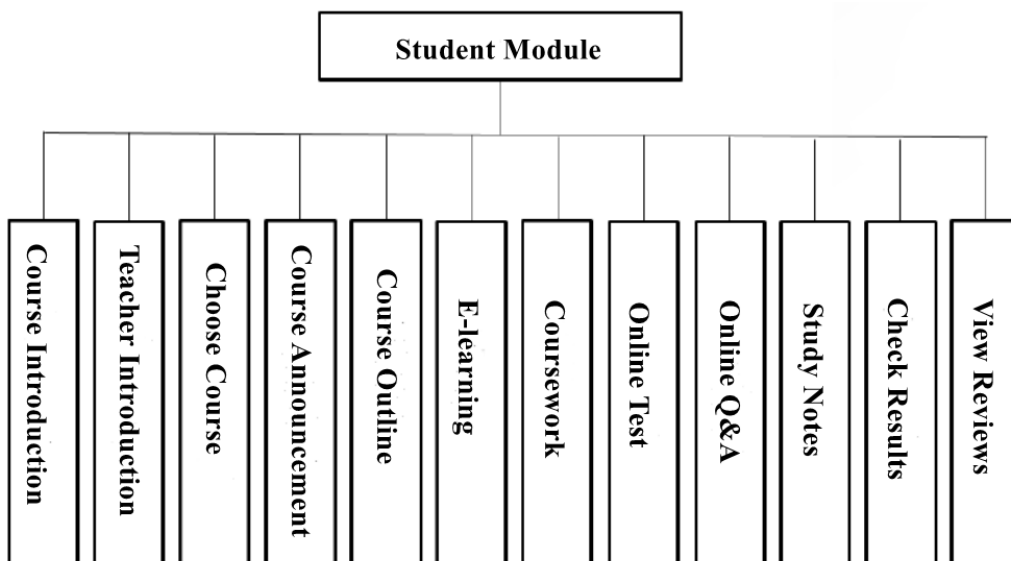 Student Module
Course Introduction
Teacher Introduction
Choose Course
Course Announcement
Course Outline
E-learning
Coursework
Online Test
Online Q&A
Study Notes
Check Results
View Reviews